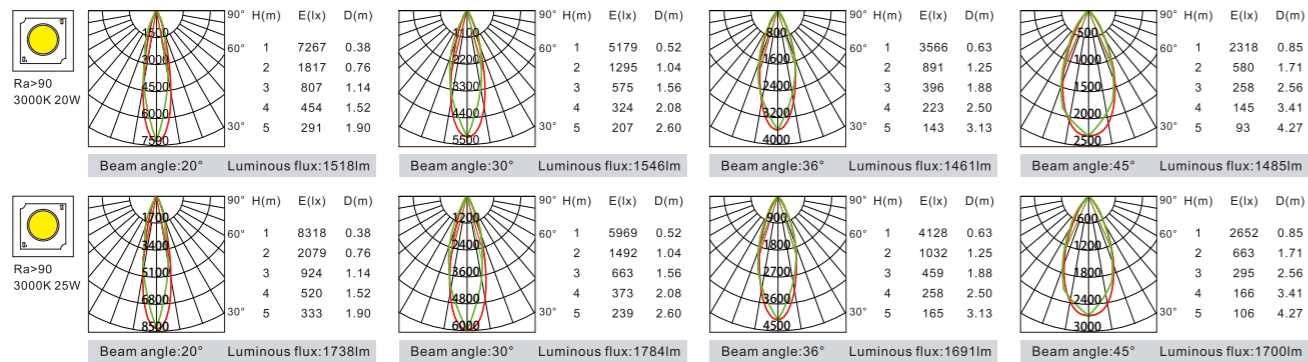 Ra>90
3000K 20W
1500
3000
4500
6000
7500
90°
60°
30°
H(m) E(lx) D(m)
1 7267 0.38
2 1817 0.76
3 807 1.14
4 454 1.52
5 291 1.90
Beam angle:20° Luminous flux:1518lm
1100
2200
3300
4400
5500
90°
60°
30°
H(m) E(lx) D(m)
1 5179 0.52
2 1295 1.04
3 575 1.56
4 324 2.08
5 207 2.60
Beam angle:30° Luminous flux:1546lm
800
1600
2400
3200
4000
90°
60°
30°
H(m) E(lx) D(m)
1 3566 0.63
2 891 1.25
3 396 1.88
4 223 2.50
5 143 3.13
Beam angle:36° Luminous flux:1461lm
500
1000
1500
2000
2500
90°
60°
30°
H(m) E(lx) D(m)
1 2318 0.85
2 580 1.71
3 258 2.56
4 145 3.41
5 93 4.27
Beam angle:45° Luminous flux:1485lm
Ra>90
3000K 25W
1700
3400
5100
6800
8500
90°
60°
30°
H(m) E(lx) D(m)
1 8318 0.38
2 2079 0.76
3 924 1.14
4 520 1.52
5 333 1.90
Beam angle:20° Luminous flux:1738lm
1200
2400
3600
4800
6000
90°
60°
30°
H(m) E(lx) D(m)
1 5969 0.52
2 1492 1.04
3 663 1.56
4 373 2.08
5 239 2.60
Beam angle:30° Luminous flux:1784lm
900
1800
2700
3600
4500
90°
60°
30°
H(m) E(lx) D(m)
1 4128 0.63
2 1032 1.25
3 459 1.88
4 258 2.50
5 165 3.13
Beam angle:36° Luminous flux:1691lm
600
1200
1800
2400
3000
90°
60°
30°
H(m) E(lx) D(m)
1 2652 0.85
2 663 1.71
3 295 2.56
4 166 3.41
5 106 4.27
Beam angle:45° Luminous flux:1700lm